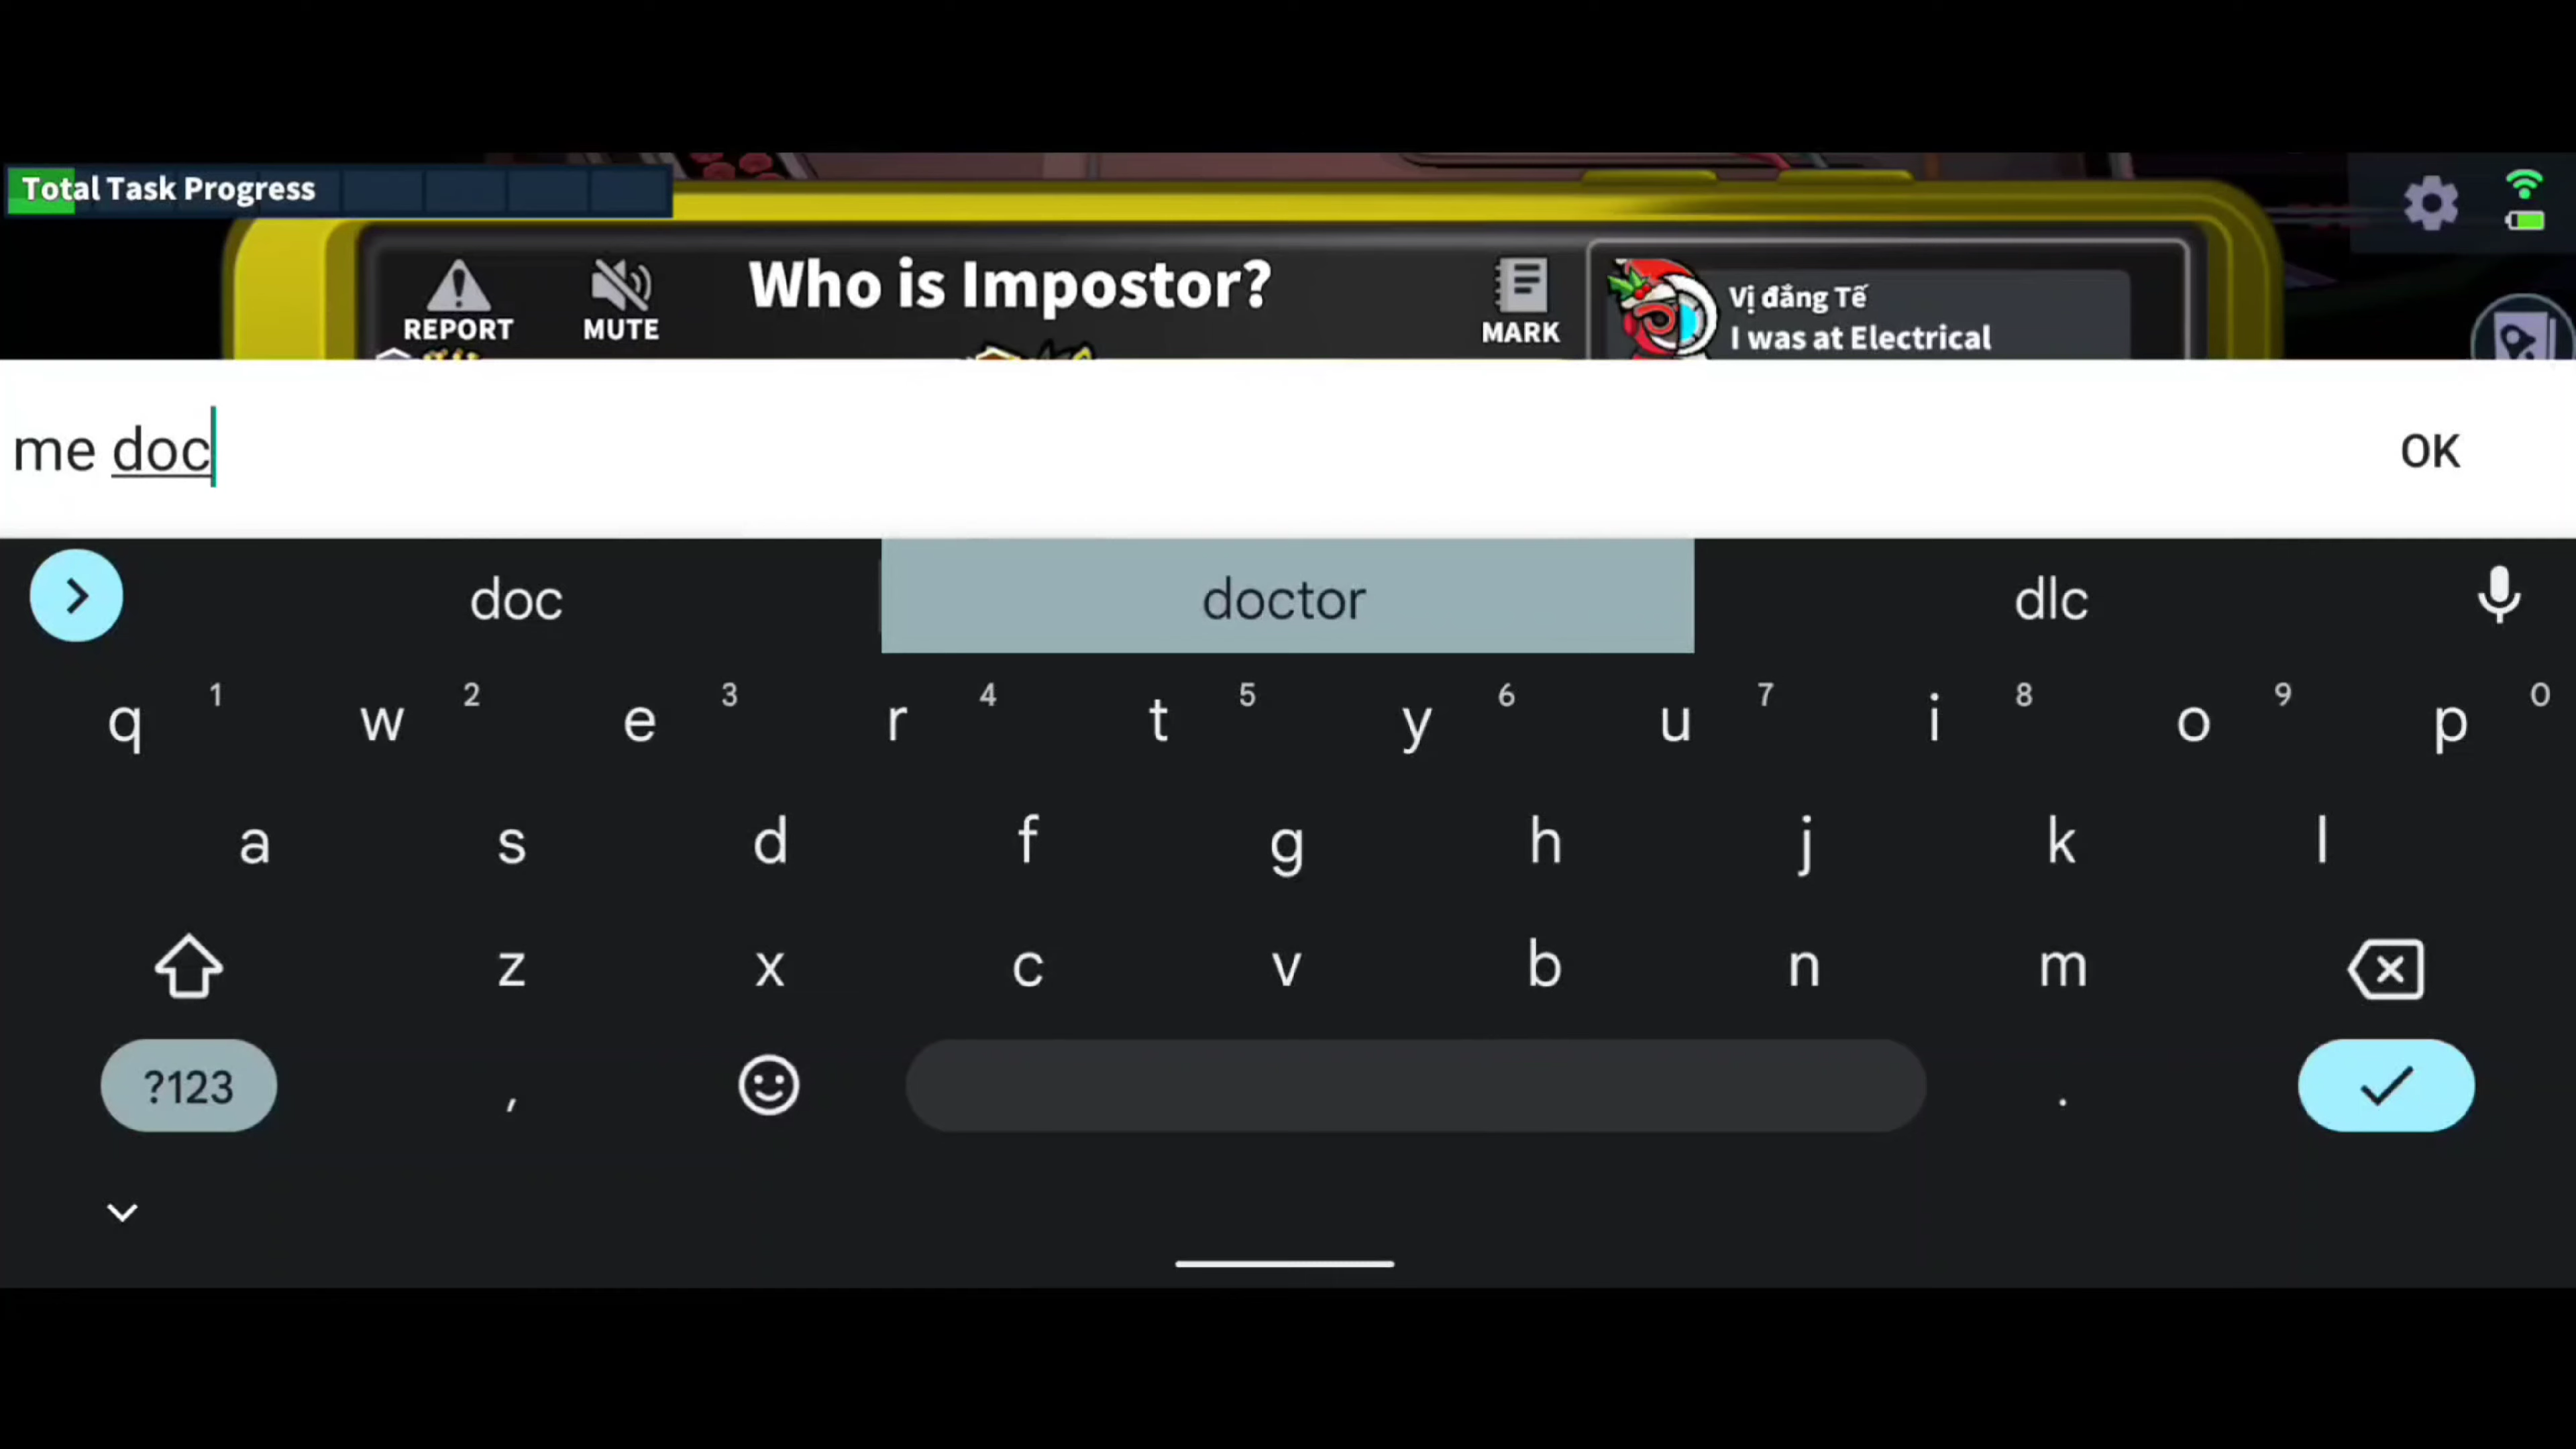 Total Task Progress
REPORT
MUTE
Who is Impostor?
MARK
Vị đắng Tế
I was at Electrical
me doc
OK
doc
doctor
dlc
q 1 w 2 e 3 r 4 t 5 y 6 u 7 i 8 o 9 p 0
a s d f g h j k l
z x c v b n m
?123 , .